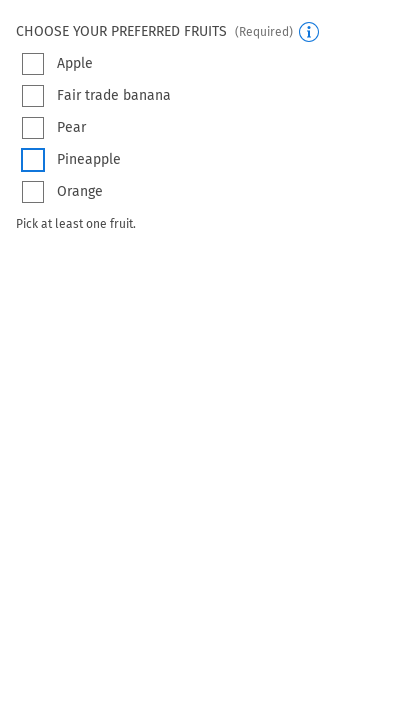 CHOOSE YOUR PREFERRED FRUITS (Required)
Apple
Fair trade banana
Pear
Pineapple
Orange
Pick at least one fruit.